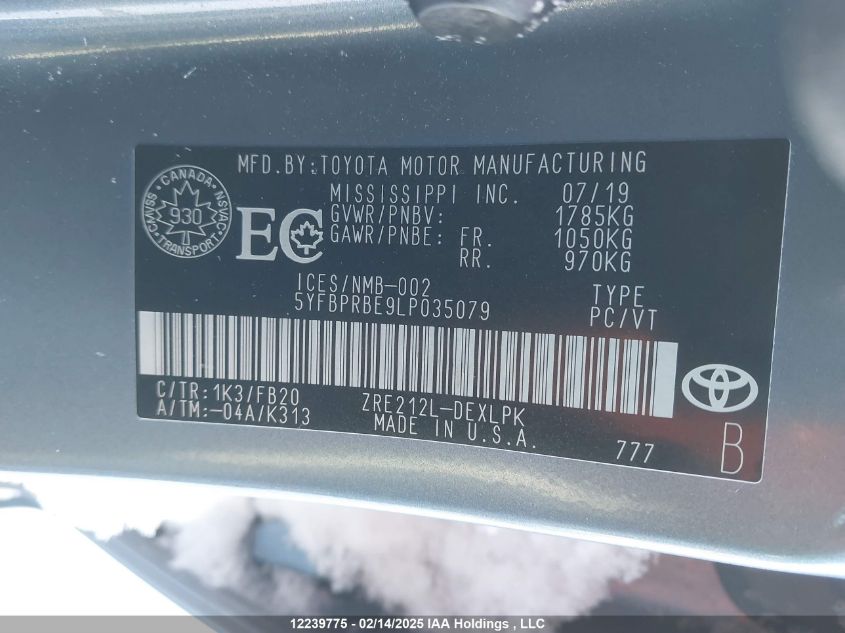 MFD.BY:TOYOTA MOTOR MANUFACTURING
MISSISSIPPI INC. 07/19
GVWR/PNBV: 1785KG
GAWR/PNBE: FR. 1050KG
RR. 970KG
CANADA
CMVSS 930 NSVAC
TRANSPORT
EC
ICES/NMB-002
5YFBPRBE9LP035079
TYPE
PC/VT
C/TR:1K3/FB20
A/TM:-04A/K313
ZRE212L-DEXLPK
MADE IN U.S.A.
777
B
12239775 - 02/14/2025 IAA Holdings , LLC